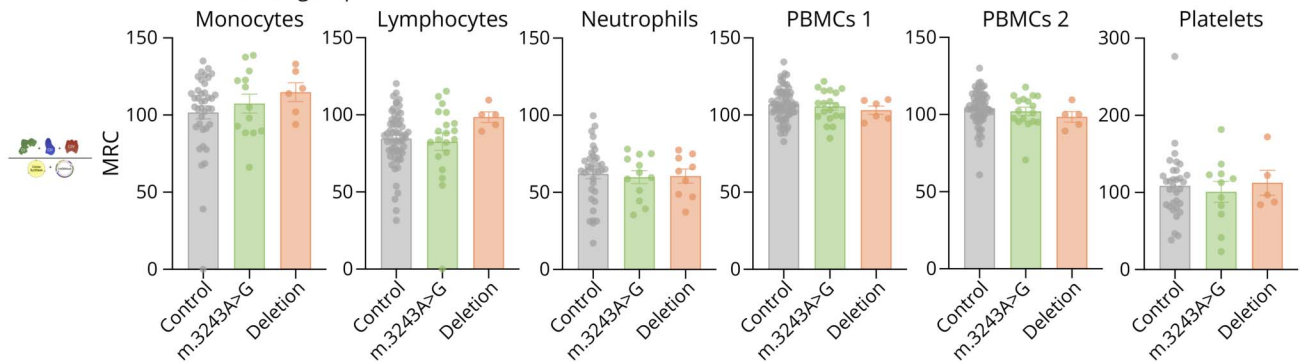 Monocytes
Lymphocytes
Neutrophils
PBMCs 1
PBMCs 2
Platelets
MRC
150
100
50
0
150
100
50
0
150
100
50
0
150
100
50
0
150
100
50
0
300
200
100
0
Control
m.3243A>G
Deletion
Control
m.3243A>G
Deletion
Control
m.3243A>G
Deletion
Control
m.3243A>G
Deletion
Control
m.3243A>G
Deletion
Control
m.3243A>G
Deletion